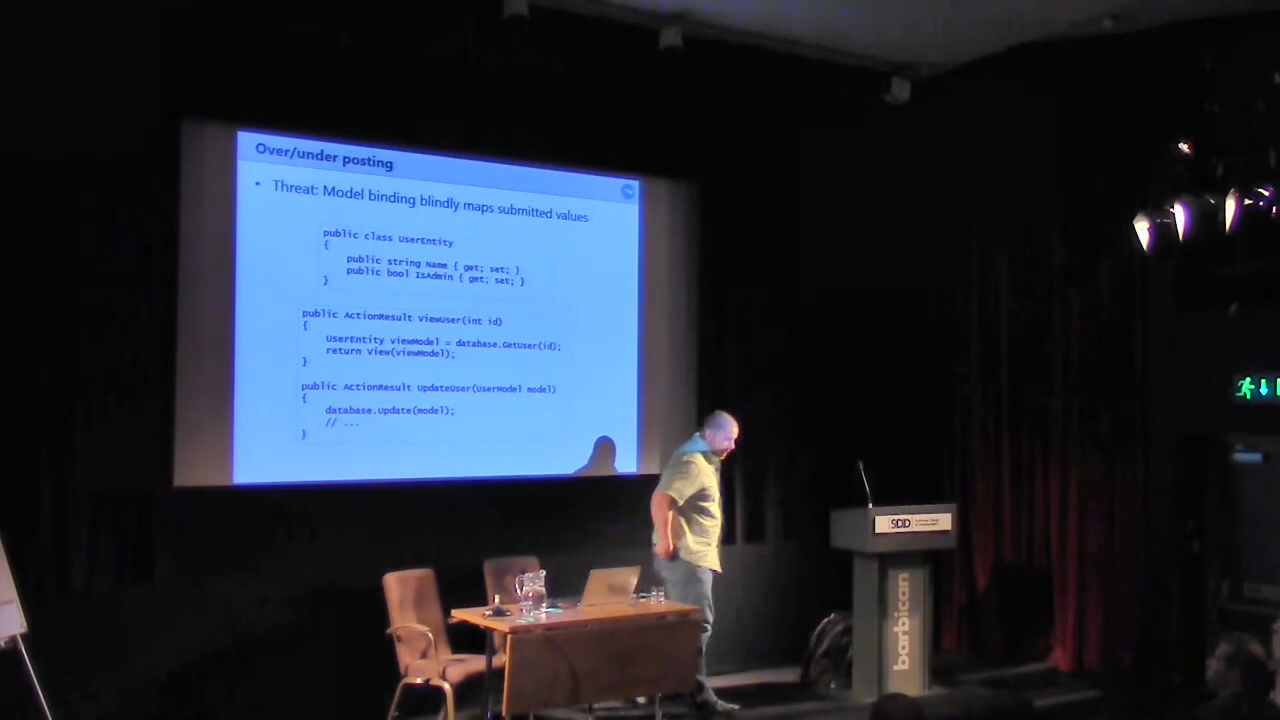 Over/under posting
• Threat: Model binding blindly maps submitted values
public class UserEntity
{
public string Name { get; set; }
public bool IsAdmin { get; set; }
}
public ActionResult ViewUser(int id)
{
UserEntity viewModel = database.GetUser(id);
return View(viewModel);
}
public ActionResult UpdateUser(UserModel model)
{
database.Update(model);
// ...
}
SDD
barbican